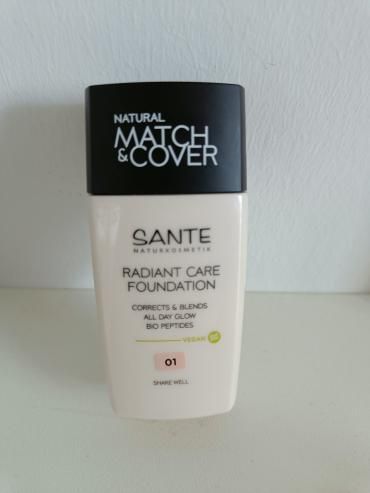 NATURAL
MATCH
& COVER
SANTE
NATURKOSMETIK
RADIANT CARE
FOUNDATION
CORRECTS & BLENDS
ALL DAY GLOW
BIO PEPTIDES
VEGAN
01
SHAKE WELL